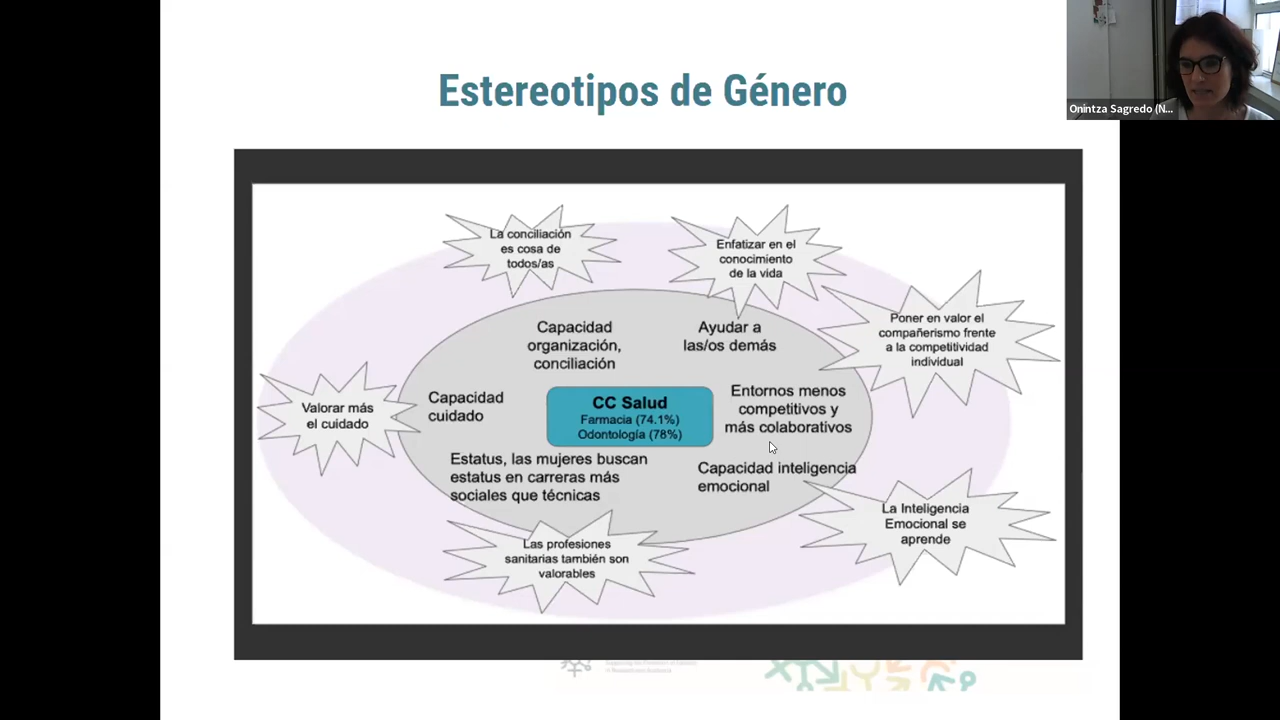 Estereotipos de Género
Onintza Sagredo (N...
La conciliación
es cosa de
todos/as
Enfatizar en el
conocimiento
de la vida
Poner en valor el
compañerismo frente
a la competitividad
individual
Capacidad
organización,
conciliación
Ayudar a
las/os demás
Valorar más
el cuidado
Capacidad
cuidado
CC Salud
Farmacia (74.1%)
Odontología (78%)
Entornos menos
competitivos y
más colaborativos
Estatus, las mujeres buscan
estatus en carreras más
sociales que técnicas
Capacidad inteligencia
emocional
La Inteligencia
Emocional se
aprende
Las profesiones
sanitarias también son
valorables